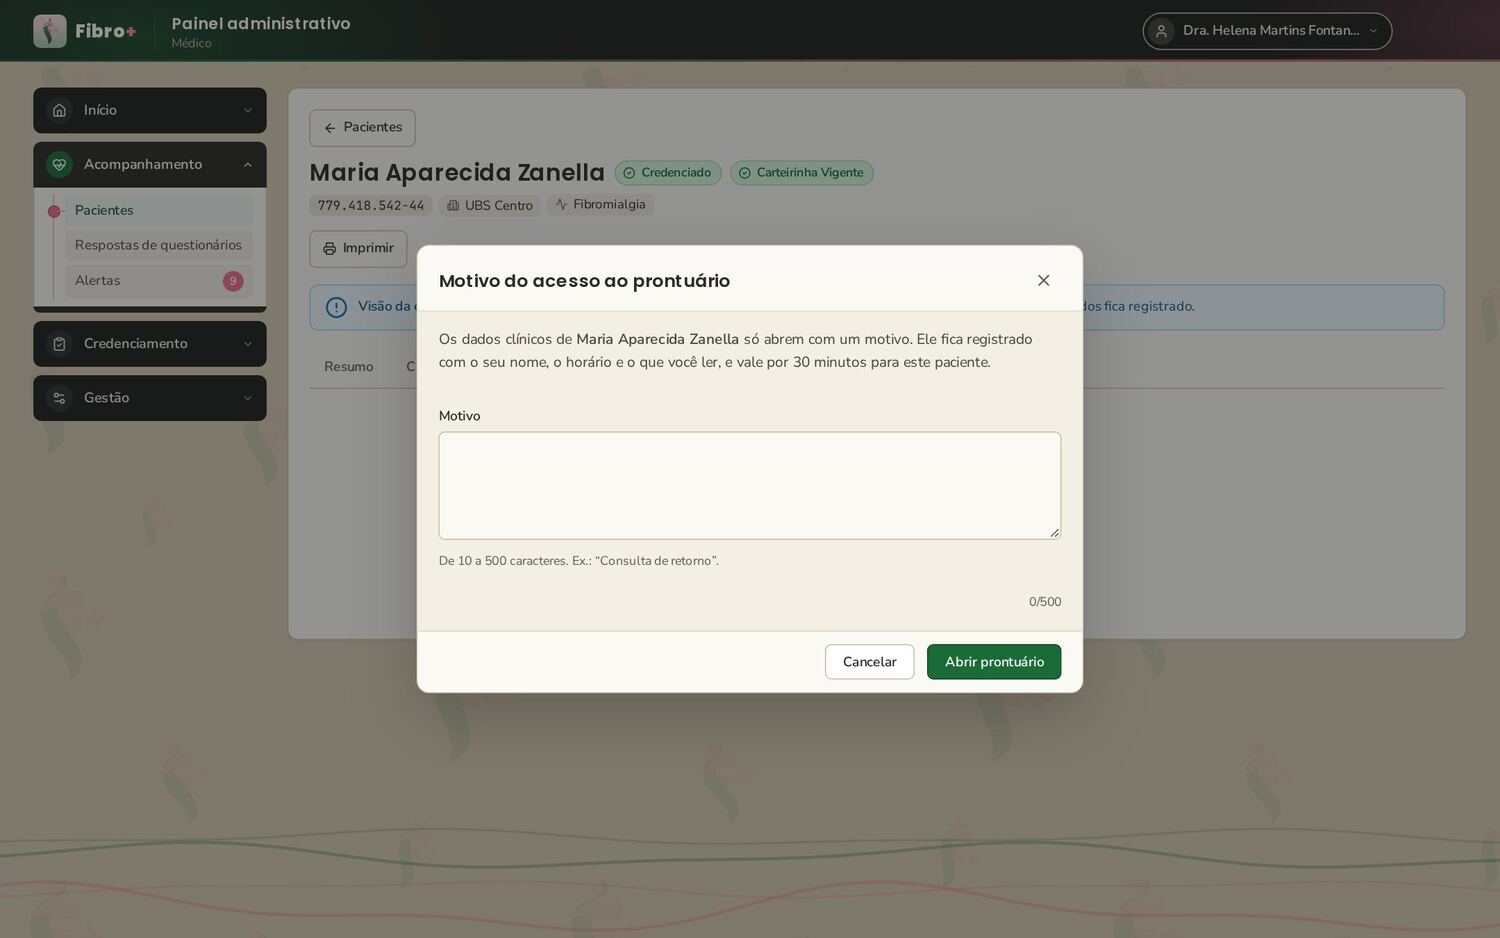 Fibro+
Painel administrativo
Médico
Dra. Helena Martins Fontan...
Início
Acompanhamento
Pacientes
Respostas de questionários
Alertas
9
Credenciamento
Gestão
Pacientes
Maria Aparecida Zanella
Credenciado
Carteirinha Vigente
779.418.542-44
UBS Centro
Fibromialgia
Imprimir
Visão da
dos fica registrado.
Resumo
Motivo do acesso ao prontuário
Os dados clínicos de Maria Aparecida Zanella só abrem com um motivo. Ele fica registrado
com o seu nome, o horário e o que você ler, e vale por 30 minutos para este paciente.
Motivo
De 10 a 500 caracteres. Ex.: “Consulta de retorno”.
0/500
Cancelar
Abrir prontuário